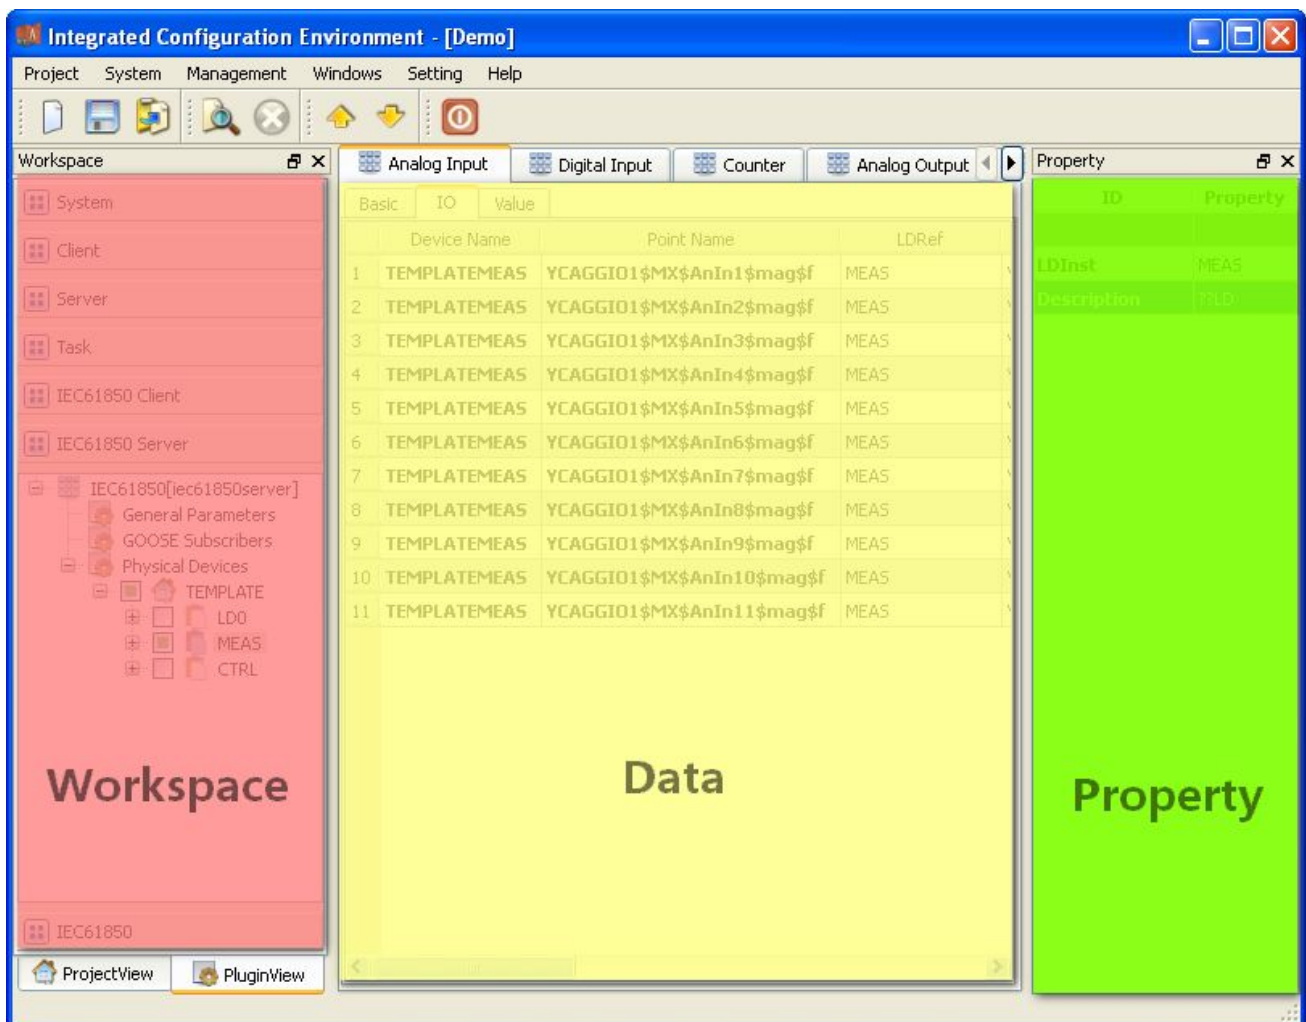 Integrated Configuration Environment - [Demo]
Project System Management Windows Setting Help
Workspace
Analog Input Digital Input Counter Analog Output
Property
System
Client
Server
Task
IEC61850 Client
IEC61850 Server
IEC61850[iec61850server]
General Parameters
GOOSE Subscribers
Physical Devices
TEMPLATE
LD0
MEAS
CTRL
Workspace
IEC61850
ProjectView PluginView
Basic IO Value
Device Name Point Name LDRef
1 TEMPLATEMEAS YCAGGIO1$MX$AnIn1$mag$f MEAS
2 TEMPLATEMEAS YCAGGIO1$MX$AnIn2$mag$f MEAS
3 TEMPLATEMEAS YCAGGIO1$MX$AnIn3$mag$f MEAS
4 TEMPLATEMEAS YCAGGIO1$MX$AnIn4$mag$f MEAS
5 TEMPLATEMEAS YCAGGIO1$MX$AnIn5$mag$f MEAS
6 TEMPLATEMEAS YCAGGIO1$MX$AnIn6$mag$f MEAS
7 TEMPLATEMEAS YCAGGIO1$MX$AnIn7$mag$f MEAS
8 TEMPLATEMEAS YCAGGIO1$MX$AnIn8$mag$f MEAS
9 TEMPLATEMEAS YCAGGIO1$MX$AnIn9$mag$f MEAS
10 TEMPLATEMEAS YCAGGIO1$MX$AnIn10$mag$f MEAS
11 TEMPLATEMEAS YCAGGIO1$MX$AnIn11$mag$f MEAS
Data
ID Property
LDInst MEAS
Description ??LD
Property